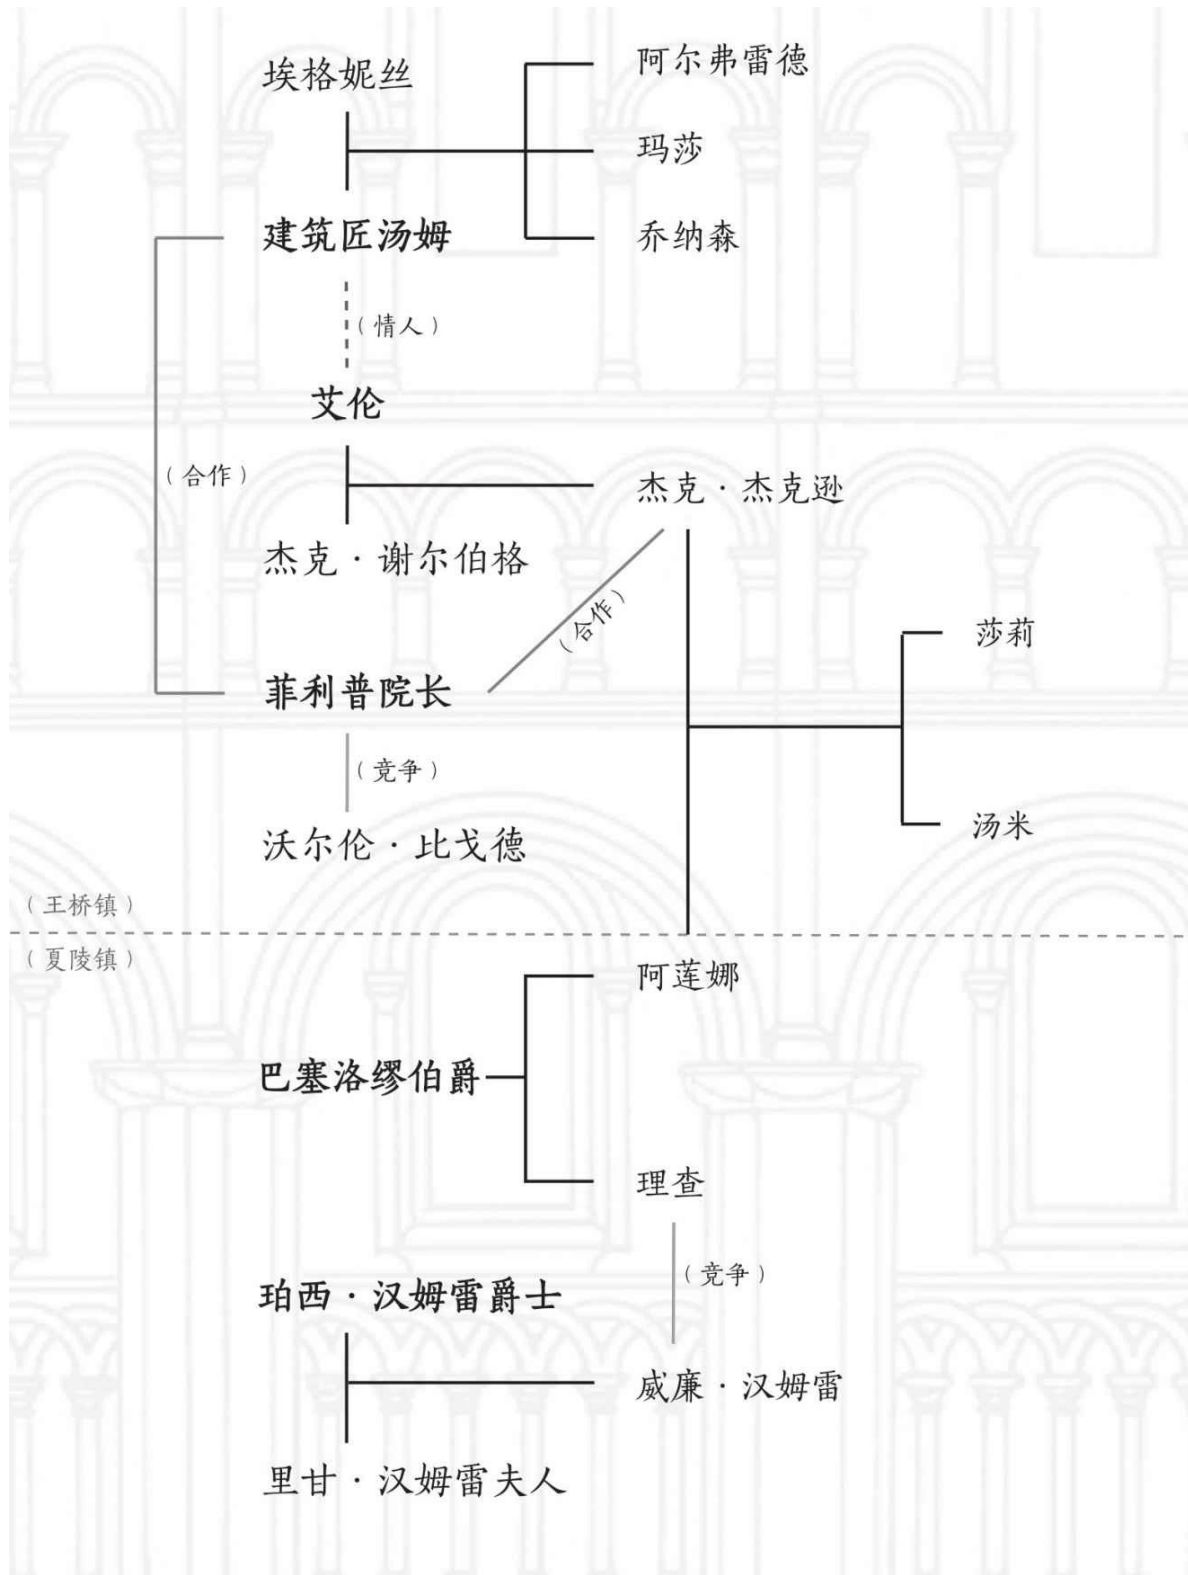 埃格妮丝
阿尔弗雷德
玛莎
建筑匠汤姆
乔纳森
（情人）
艾伦
（合作）
杰克·杰克逊
杰克·谢尔伯格
（合作）
莎莉
菲利普院长
（竞争）
汤米
沃尔伦·比戈德
（王桥镇）
（夏陵镇）
阿莲娜
巴塞洛缪伯爵
理查
（竞争）
珀西·汉姆雷爵士
威廉·汉姆雷
里甘·汉姆雷夫人